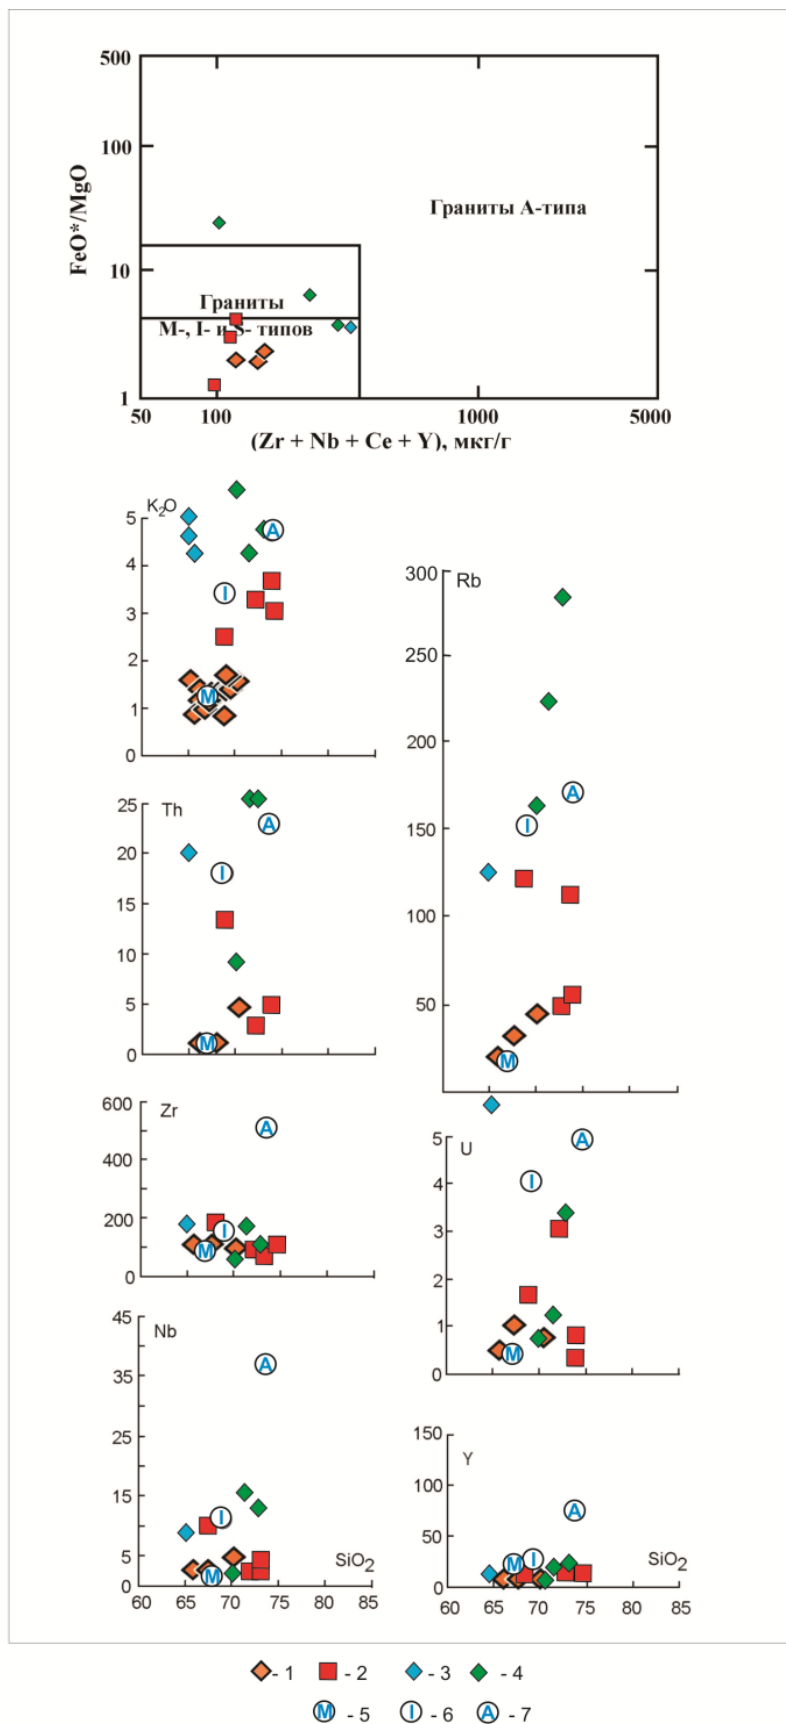 500
100
10
1
FeO*/MgO
Граниты А-типа
Граниты
М-, I- и S- типов
50 100 1000 5000
(Zr + Nb + Ce + Y), мкг/г
K2O
5
4
3
2
1
0
Th
25
20
15
10
5
0
Rb
300
250
200
150
100
50
Zr
600
400
200
0
U
5
4
3
2
1
0
Nb
45
35
25
15
5
0
SiO2
60 65 70 75 80 85
Y
150
100
50
0
SiO2
60 65 70 75 80 85
M I A
M I A
M I A
M I A
M I A
M I A
M I A
- 1 - 2 - 3 - 4
M - 5 I - 6 A - 7